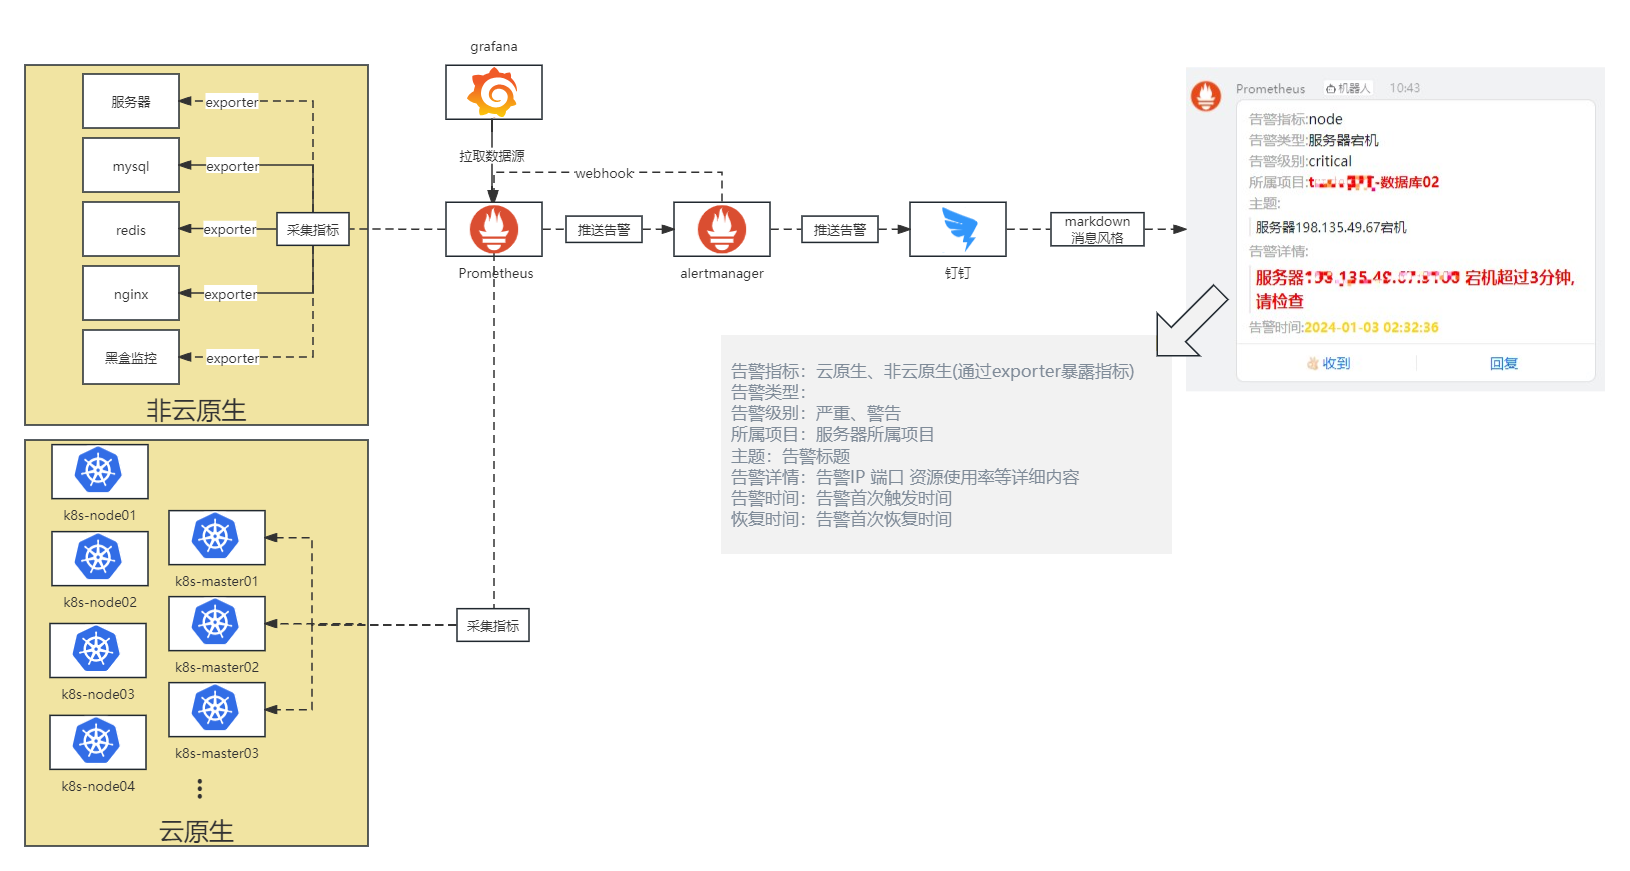 grafana
服务器
exporter
mysql
exporter
redis
exporter
采集指标
nginx
exporter
黑盒监控
exporter
非云原生
拉取数据源
webhook
Prometheus
推送告警
alertmanager
推送告警
钉钉
markdown
消息风格
Prometheus 机器人 10:43
告警指标:node
告警类型:服务器宕机
告警级别:critical
所属项目: -数据库02
主题:
服务器198.135.49.67宕机
告警详情:
服务器 宕机超过3分钟,
请检查
告警时间:2024-01-03 02:32:36
收到
回复
告警指标：云原生、非云原生(通过exporter暴露指标)
告警类型：
告警级别：严重、警告
所属项目：服务器所属项目
主题：告警标题
告警详情：告警IP 端口 资源使用率等详细内容
告警时间：告警首次触发时间
恢复时间：告警首次恢复时间
k8s-node01
k8s-node02
k8s-node03
k8s-node04
k8s-master01
k8s-master02
k8s-master03
采集指标
云原生